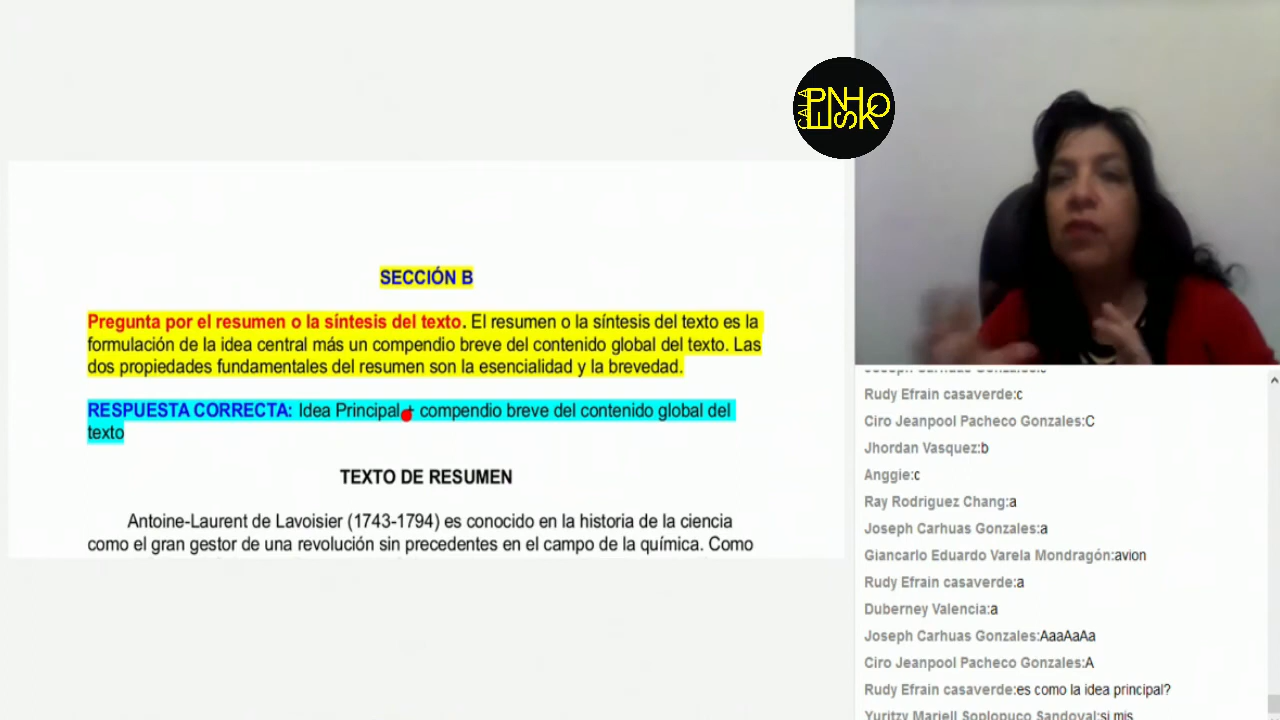 SECCIÓN B
Pregunta por el resumen o la síntesis del texto. El resumen o la síntesis del texto es la
formulación de la idea central más un compendio breve del contenido global del texto. Las
dos propiedades fundamentales del resumen son la esencialidad y la brevedad.
RESPUESTA CORRECTA: Idea Principal + compendio breve del contenido global del
texto
TEXTO DE RESUMEN
Antoine-Laurent de Lavoisier (1743-1794) es conocido en la historia de la ciencia
como el gran gestor de una revolución sin precedentes en el campo de la química. Como
Rudy Efrain casaverde:c
Ciro Jeanpool Pacheco Gonzales:C
Jhordan Vasquez:b
Anggie:c
Ray Rodriguez Chang:a
Joseph Carhuas Gonzales:a
Giancarlo Eduardo Varela Mondragón:avion
Rudy Efrain casaverde:a
Duberney Valencia:a
Joseph Carhuas Gonzales:AaaAaAa
Ciro Jeanpool Pacheco Gonzales:A
Rudy Efrain casaverde:es como la idea principal?
Yuritzy Mariell Soplopuco Sandoval:si mis